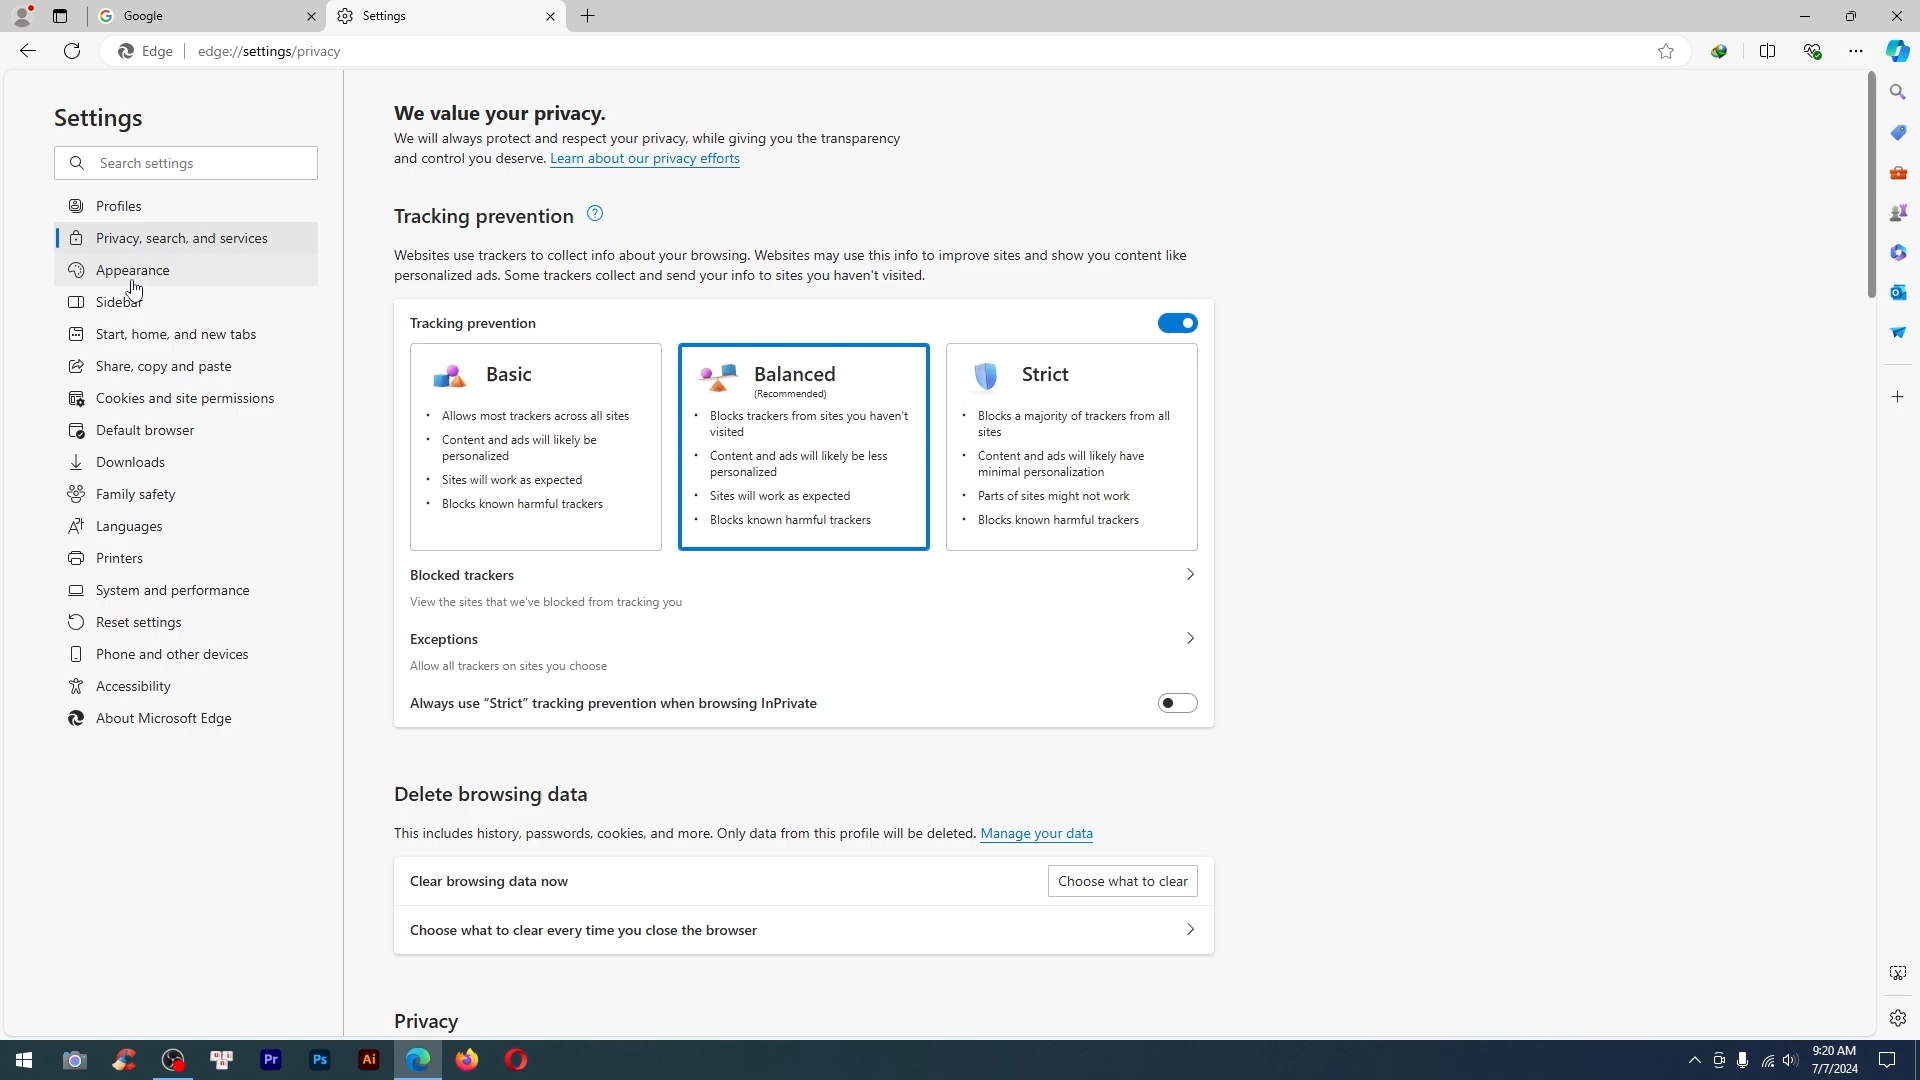 Google
Settings
Edge
edge://settings/privacy
Settings
Search settings
Profiles
Privacy, search, and services
Appearance
Sidebar
Start, home, and new tabs
Share, copy and paste
Cookies and site permissions
Default browser
Downloads
Family safety
Languages
Printers
System and performance
Reset settings
Phone and other devices
Accessibility
About Microsoft Edge
We value your privacy.
We will always protect and respect your privacy, while giving you the transparency
and control you deserve. Learn about our privacy efforts
Tracking prevention
Websites use trackers to collect info about your browsing. Websites may use this info to improve sites and show you content like
personalized ads. Some trackers collect and send your info to sites you haven't visited.
Tracking prevention
Basic
• Allows most trackers across all sites
• Content and ads will likely be
personalized
• Sites will work as expected
• Blocks known harmful trackers
Balanced
(Recommended)
• Blocks trackers from sites you haven't
visited
• Content and ads will likely be less
personalized
• Sites will work as expected
• Blocks known harmful trackers
Strict
• Blocks a majority of trackers from all
sites
• Content and ads will likely have
minimal personalization
• Parts of sites might not work
• Blocks known harmful trackers
Blocked trackers
View the sites that we've blocked from tracking you
Exceptions
Allow all trackers on sites you choose
Always use “Strict” tracking prevention when browsing InPrivate
Delete browsing data
This includes history, passwords, cookies, and more. Only data from this profile will be deleted. Manage your data
Clear browsing data now
Choose what to clear
Choose what to clear every time you close the browser
Privacy
Pr
Ps
Ai
9:20 AM
7/7/2024